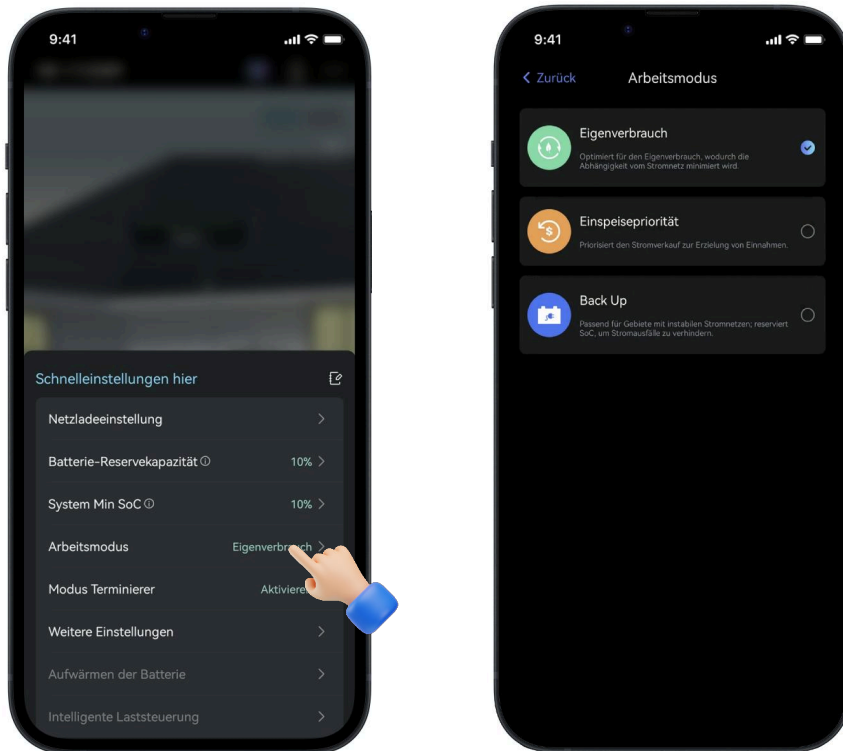 9:41
Schnelleinstellungen hier
Netzladeeinstellung
Batterie-Reservekapazität 10%
System Min SoC 10%
Arbeitsmodus Eigenverbrauch
Modus Terminierer
Weitere Einstellungen
Aufwärmen der Batterie
Intelligente Laststeuerung
9:41
Zurück Arbeitsmodus
Eigenverbrauch
Optimiert für den Eigenverbrauch, wodurch die
Abhängigkeit vom Stromnetz minimiert wird.
Einspeisepriorität
Priorisiert den Stromverkauf zur Erzielung von Einnahmen.
Back Up
Passend für Gebiete mit instabilen Stromnetzen; reserviert
SoC, um Stromausfälle zu verhindern.